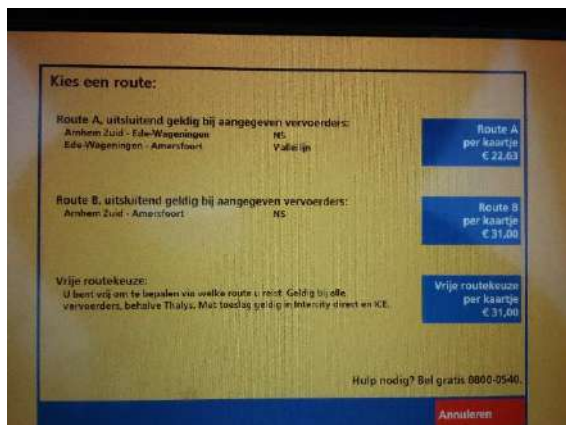 Kies een route:
Route A, uitsluitend geldig bij aangegeven vervoerders:
Arnhem Zuid - Ede-Wageningen NS
Ede-Wageningen - Amersfoort Valleilijn
Route A
per kaartje
€ 22,63
Route B, uitsluitend geldig bij aangegeven vervoerders:
Arnhem Zuid - Amersfoort NS
Route B
per kaartje
€ 31,00
Vrije routekeuze:
U bent vrij om te bepalen via welke route u reist. Geldig bij alle
vervoerders, behalve Thalys. Met toeslag geldig in Intercity direct en ICE.
Vrije routekeuze
per kaartje
€ 31,00
Hulp nodig? Bel gratis 0800-0540.
Annuleren